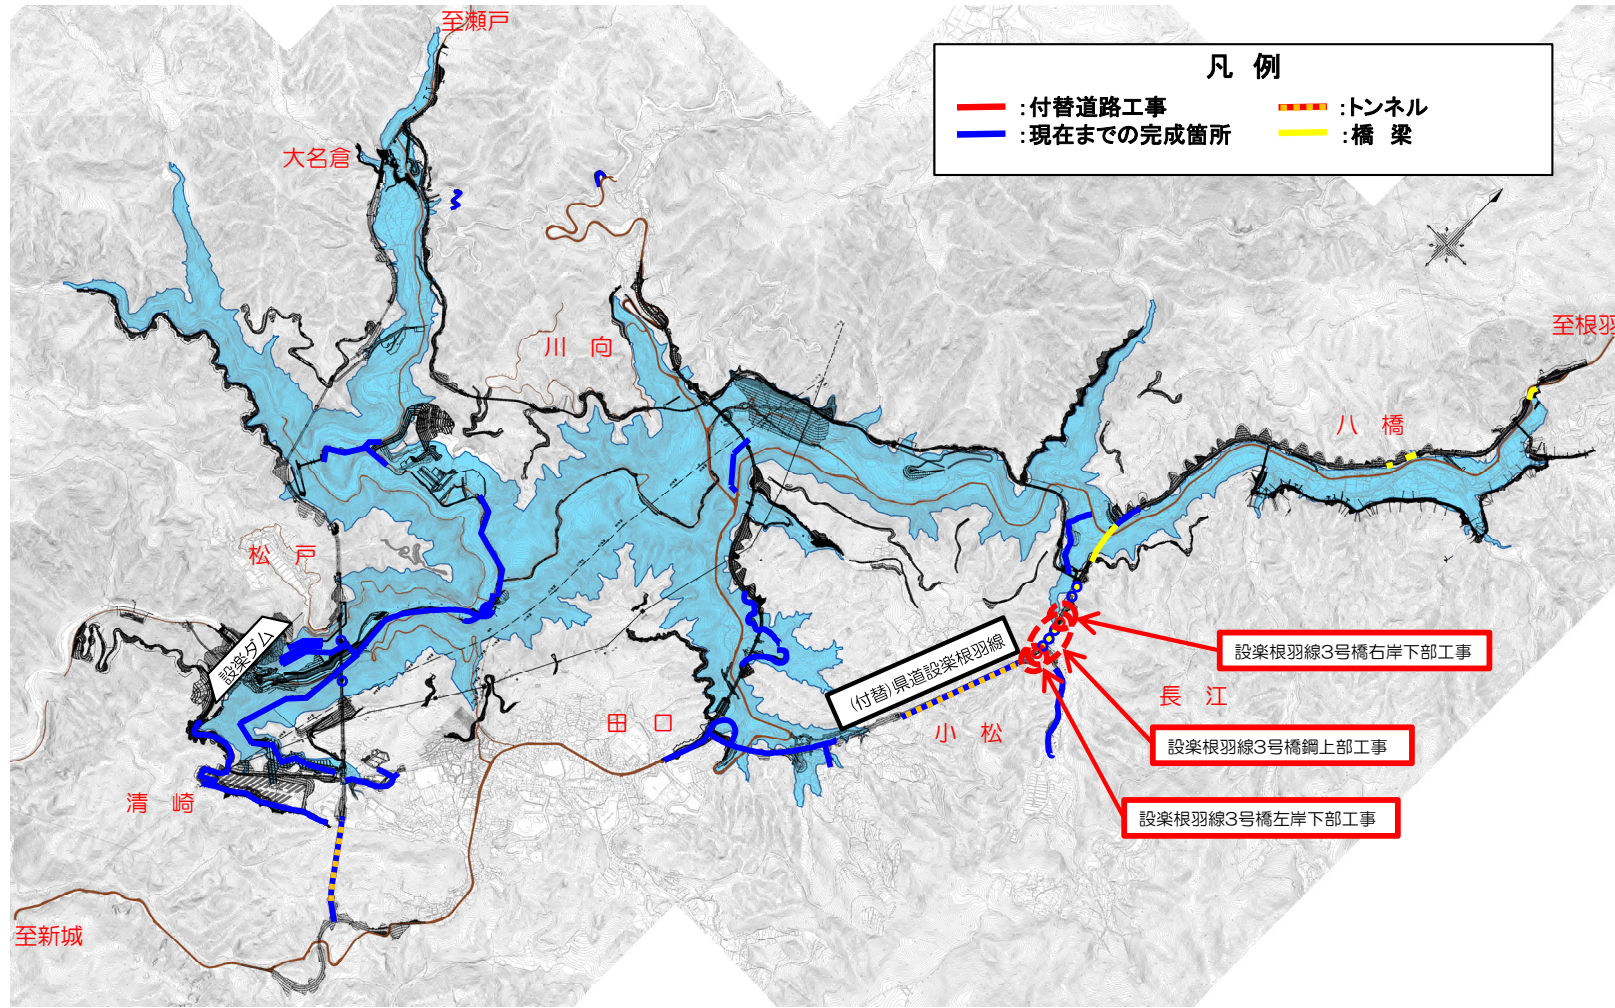 至瀬戸
凡 例
:付替道路工事
:トンネル
:現在までの完成箇所
:橋 梁
大名倉
至根羽
川 向
八 橋
松 戸
設楽ダム
(付替)県道設楽根羽線
設楽根羽線3号橋右岸下部工事
長 江
田 口
小 松
設楽根羽線3号橋鋼上部工事
清 崎
設楽根羽線3号橋左岸下部工事
至新城